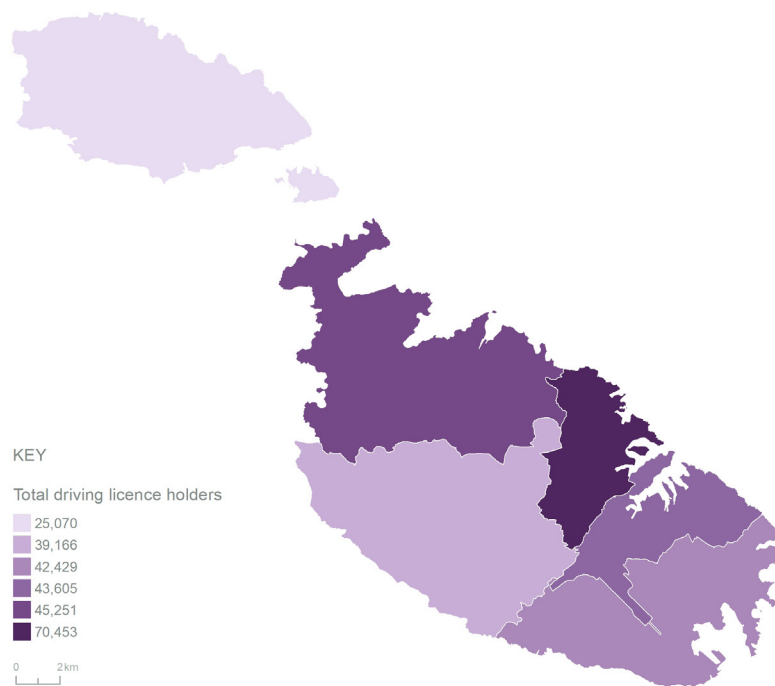 KEY
Total driving licence holders
25,070
39,166
42,429
43,605
45,251
70,453
0 2km